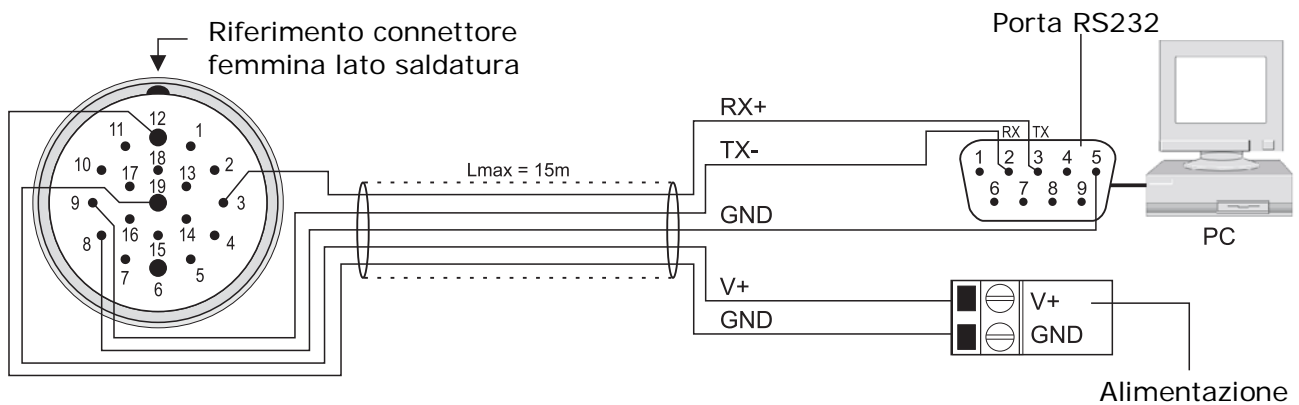 Riferimento connettore
femmina lato saldatura
Porta RS232
12
11
1
10
18
2
17
13
19
9
3
16
14
8
15
4
7
5
6
Lmax = 15m
RX+
TX-
GND
V+
GND
RX TX
1 2 3 4 5
6 7 8 9
PC
V+
GND
Alimentazione